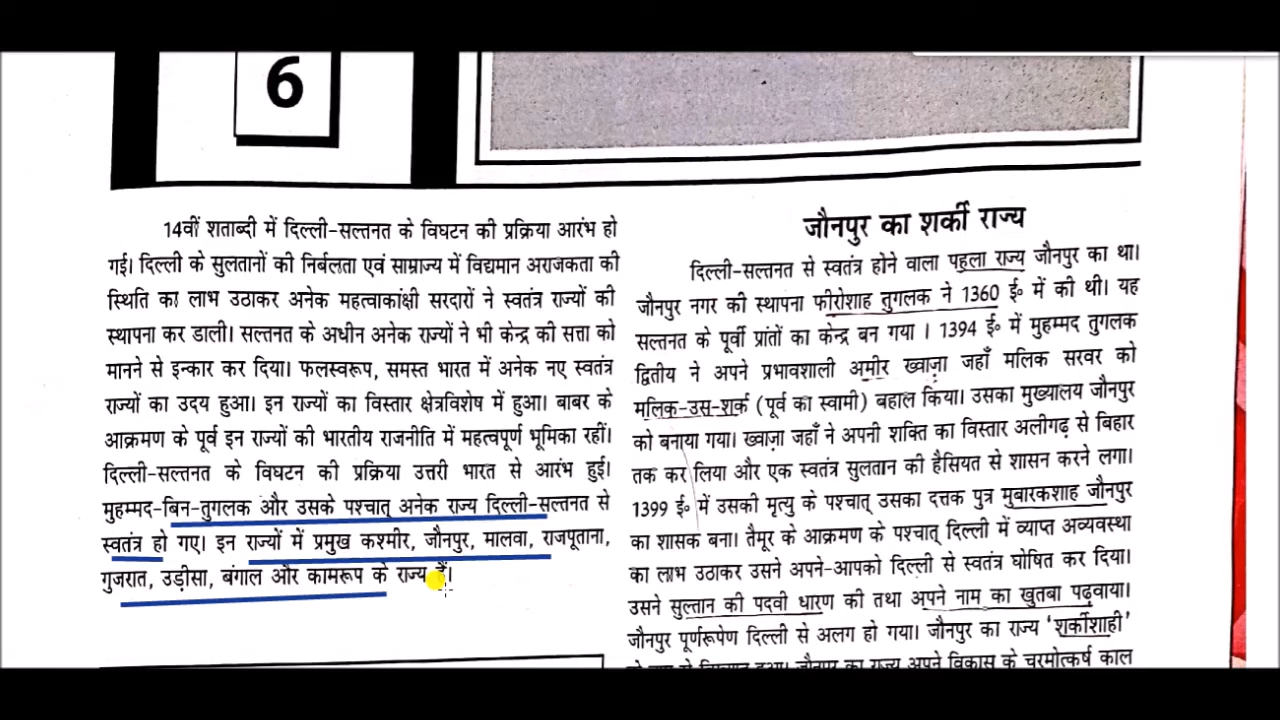 6
14वीं शताब्दी में दिल्ली-सल्तनत के विघटन की प्रक्रिया आरंभ हो
गई। दिल्ली के सुलतानों की निर्बलता एवं साम्राज्य में विद्यमान अराजकता की
स्थिति का लाभ उठाकर अनेक महत्वाकांक्षी सरदारों ने स्वतंत्र राज्यों की
स्थापना कर डाली। सल्तनत के अधीन अनेक राज्यों ने भी केन्द्र की सत्ता को
मानने से इन्कार कर दिया। फलस्वरूप, समस्त भारत में अनेक नए स्वतंत्र
राज्यों का उदय हुआ। इन राज्यों का विस्तार क्षेत्रविशेष में हुआ। बाबर के
आक्रमण के पूर्व इन राज्यों की भारतीय राजनीति में महत्वपूर्ण भूमिका रहीं।
दिल्ली-सल्तनत के विघटन की प्रक्रिया उत्तरी भारत से आरंभ हुई।
मुहम्मद-बिन-तुगलक और उसके पश्चात् अनेक राज्य दिल्ली-सल्तनत से
स्वतंत्र हो गए। इन राज्यों में प्रमुख कश्मीर, जौनपुर, मालवा, राजपूताना,
गुजरात, उड़ीसा, बंगाल और कामरूप के राज्य हैं।
जौनपुर का शर्की राज्य
दिल्ली-सल्तनत से स्वतंत्र होने वाला पहला राज्य जौनपुर का था।
जौनपुर नगर की स्थापना फीरोशाह तुगलक ने 1360 ई॰ में की थी। यह
सल्तनत के पूर्वी प्रांतों का केन्द्र बन गया । 1394 ई॰ में मुहम्मद तुगलक
द्वितीय ने अपने प्रभावशाली अमीर ख्वाज़ा जहाँ मलिक सरवर को
मलिक-उस-शर्क (पूर्व का स्वामी) बहाल किया। उसका मुख्यालय जौनपुर
को बनाया गया। ख्वाज़ा जहाँ ने अपनी शक्ति का विस्तार अलीगढ़ से बिहार
तक कर लिया और एक स्वतंत्र सुलतान की हैसियत से शासन करने लगा।
1399 ई॰ में उसकी मृत्यु के पश्चात् उसका दत्तक पुत्र मुबारकशाह जौनपुर
का शासक बना। तैमूर के आक्रमण के पश्चात् दिल्ली में व्याप्त अव्यवस्था
का लाभ उठाकर उसने अपने-आपको दिल्ली से स्वतंत्र घोषित कर दिया।
उसने सुल्तान की पदवी धारण की तथा अपने नाम का खुतबा पढ़वाया।
जौनपुर पूर्णरूपेण दिल्ली से अलग हो गया। जौनपुर का राज्य 'शर्कीशाही'
जौनपुर का राज्य अपने विकास के चरमोत्कर्ष काल